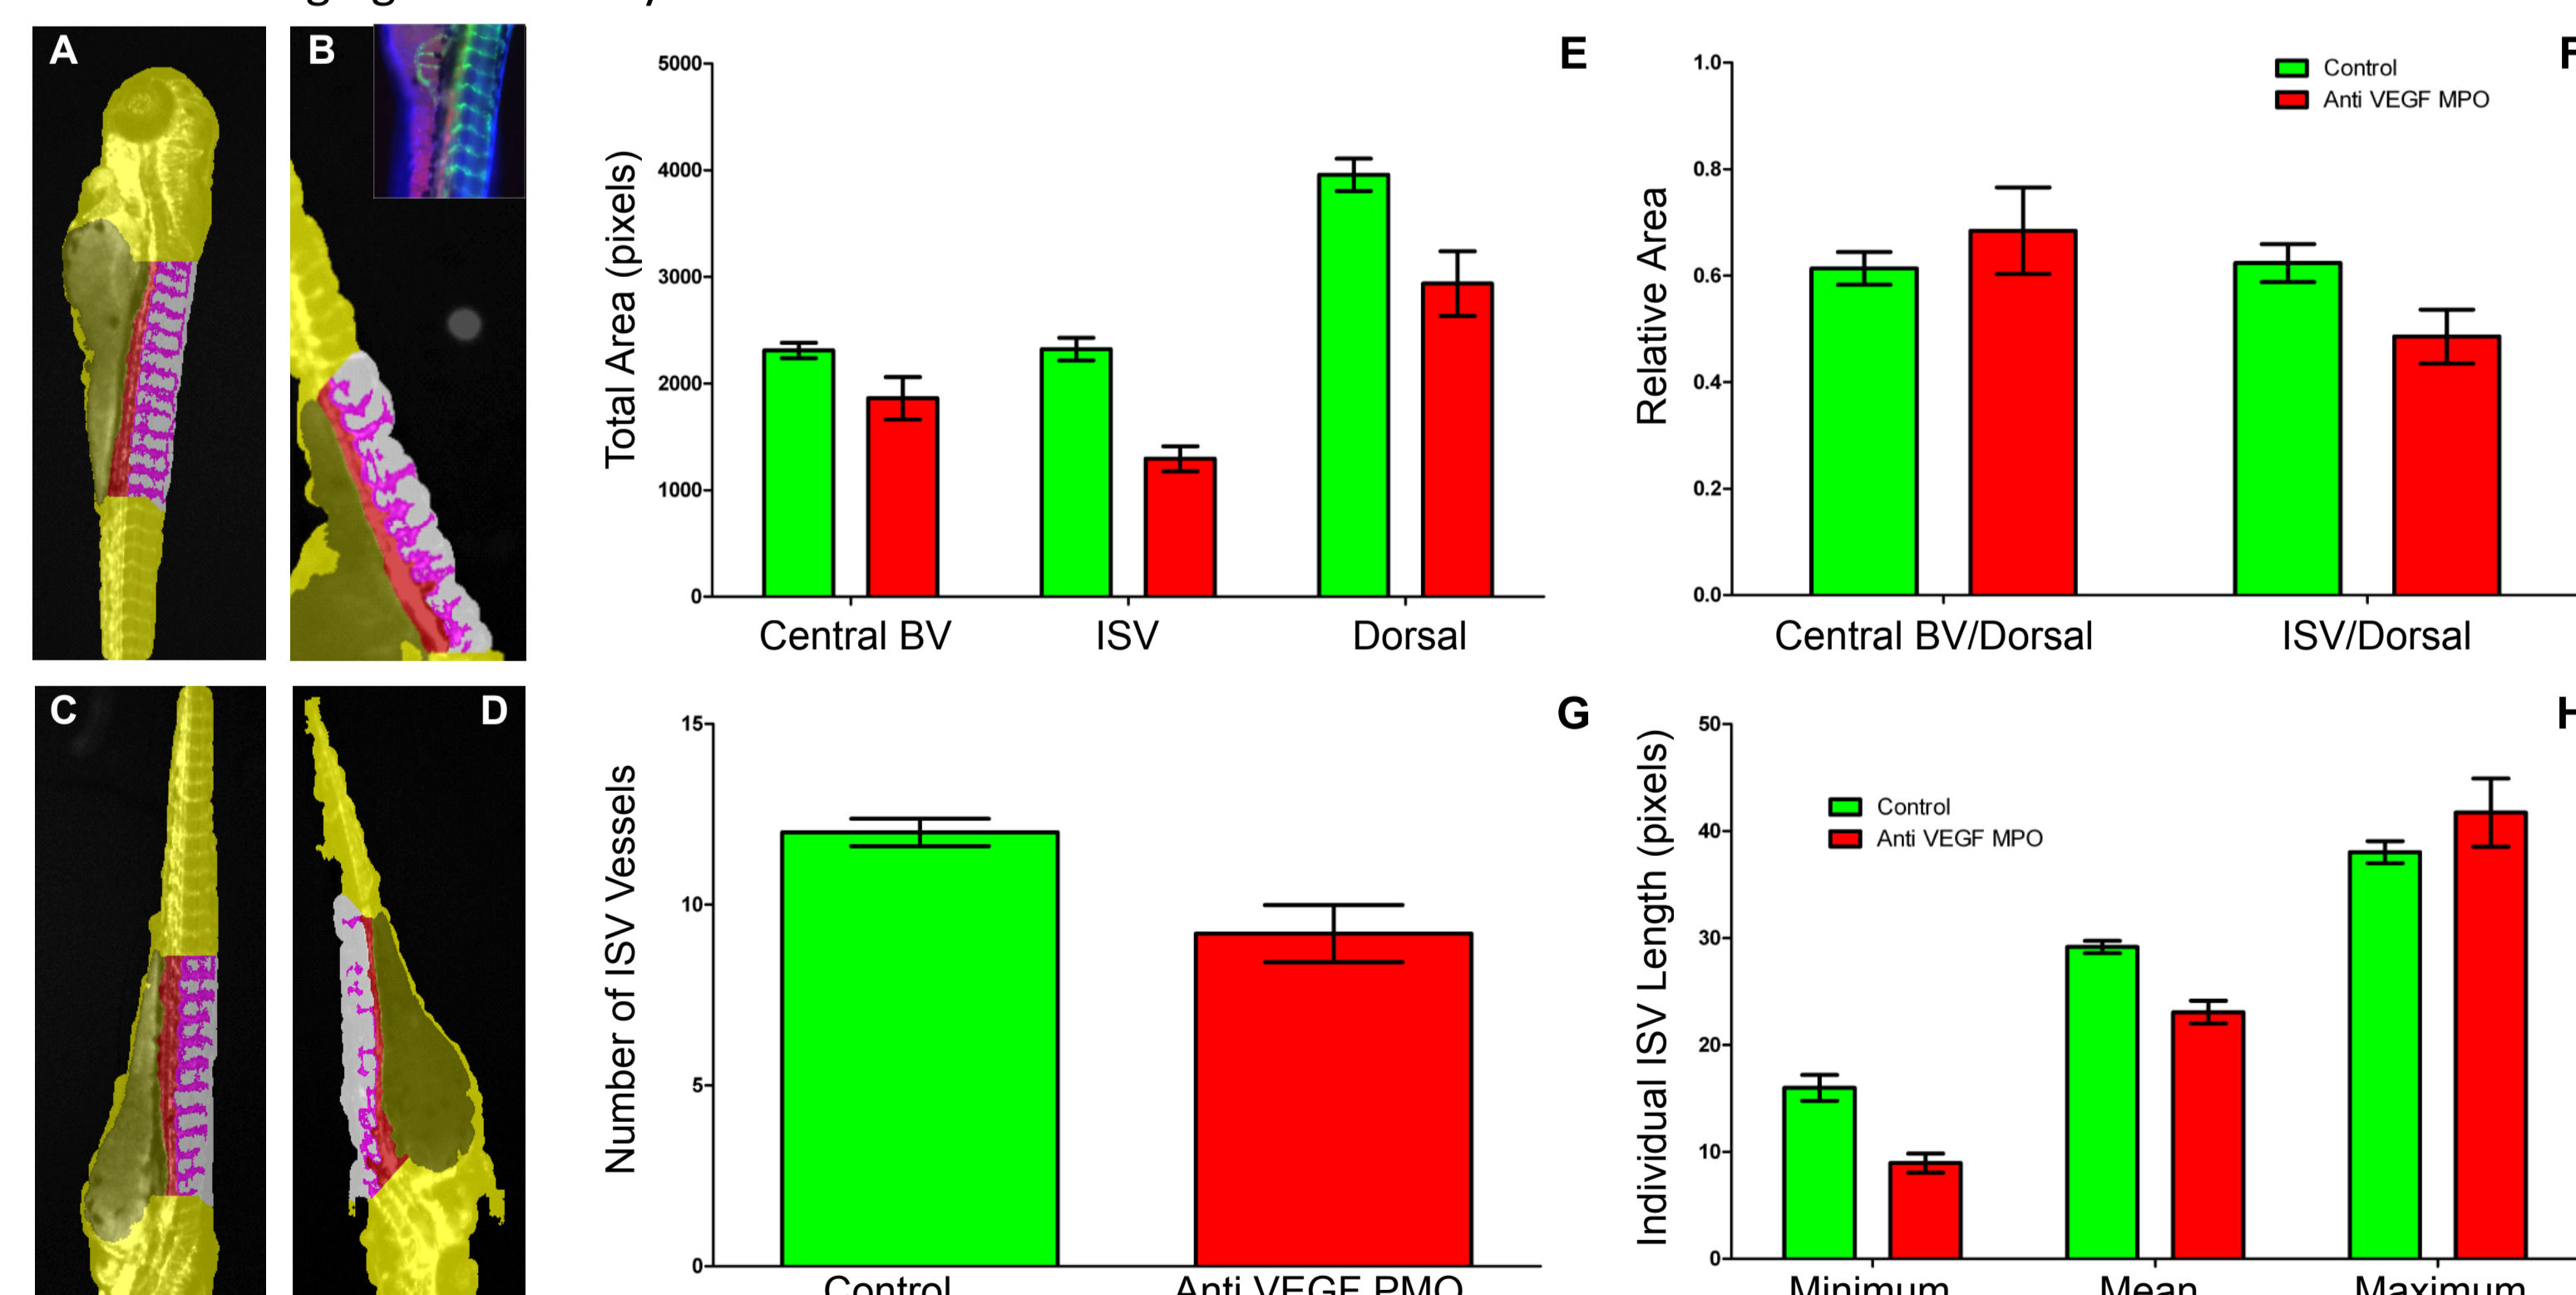 A
B
C
D
E
5000
4000
3000
2000
1000
0
Total Area (pixels)
Central BV
ISV
Dorsal
F
1.0
0.8
0.6
0.4
0.2
0.0
Relative Area
Control
Anti VEGF MPO
Central BV/Dorsal
ISV/Dorsal
G
15
10
5
0
Number of ISV Vessels
Control
Anti VEGF PMO
H
50
40
30
20
10
0
Individual ISV Length (pixels)
Control
Anti VEGF MPO
Minimum
Mean
Maximum